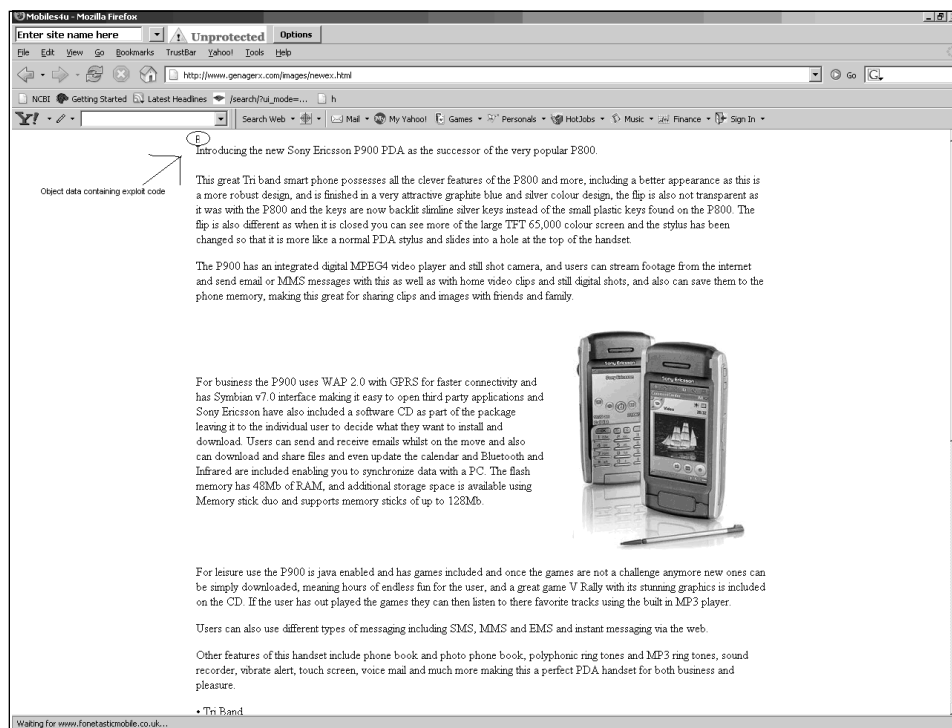 Mobiles4u - Mozilla Firefox
Enter site name here Unprotected Options
File Edit View Go Bookmarks TrustBar Yahoo! Tools Help
http://www.genagerx.com/images/newex.html Go G
NCBI Getting Started Latest Headlines /search/?ui_mode=... h
Y! Search Web Mail My Yahoo! Games Personals HotJobs Music Finance Sign In
Introducing the new Sony Ericsson P900 PDA as the successor of the very popular P800.
Object data containing exploit code
This great Tri band smart phone possesses all the clever features of the P800 and more, including a better appearance as this is
a more robust design, and is finished in a very attractive graphite blue and silver colour design, the flip is also not transparent as
it was with the P800 and the keys are now backlit slimline silver keys instead of the small plastic keys found on the P800. The
flip is also different as when it is closed you can see more of the large TFT 65,000 colour screen and the stylus has been
changed so that it is more like a normal PDA stylus and slides into a hole at the top of the handset.
The P900 has an integrated digital MPEG4 video player and still shot camera, and users can stream footage from the internet
and send email or MMS messages with this as well as with home video clips and still digital shots, and also can save them to the
phone memory, making this great for sharing clips and images with friends and family.
For business the P900 uses WAP 2.0 with GPRS for faster connectivity and
has Symbian v7.0 interface making it easy to open third party applications and
Sony Ericsson have also included a software CD as part of the package
leaving it to the individual user to decide what they want to install and
download. Users can send and receive emails whilst on the move and also
can download and share files and even update the calendar and Bluetooth and
Infrared are included enabling you to synchronize data with a PC. The flash
memory has 48Mb of RAM, and additional storage space is available using
Memory stick duo and supports memory sticks of up to 128Mb.
Sony Ericsson
Sony Ericsson
Video
For leisure use the P900 is java enabled and has games included and once the games are not a challenge anymore new ones can
be simply downloaded, meaning hours of endless fun for the user, and a great game V Rally with its stunning graphics is included
on the CD. If the user has out played the games they can then listen to there favorite tracks using the built in MP3 player.
Users can also use different types of messaging including SMS, MMS and EMS and instant messaging via the web.
Other features of this handset include phone book and photo phone book, polyphonic ring tones and MP3 ring tones, sound
recorder, vibrate alert, touch screen, voice mail and much more making this a perfect PDA handset for both business and
pleasure.
• Tri Band
Waiting for www.fonetasticmobile.co.uk...